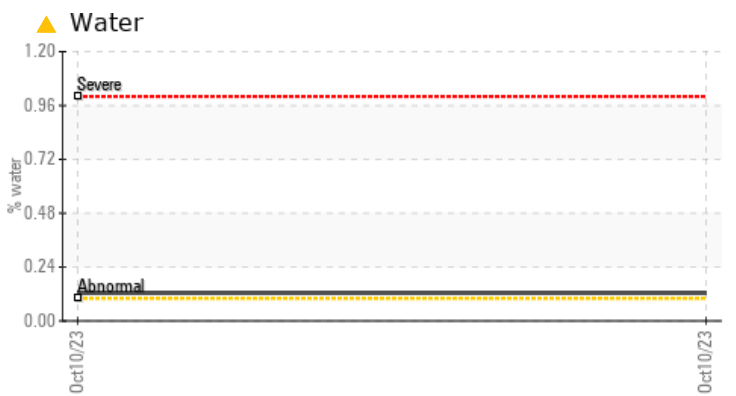 Water
1.20
Severe
0.96
0.72
% water
0.48
0.24
Abnormal
0.00
Oct10/23
Oct10/23